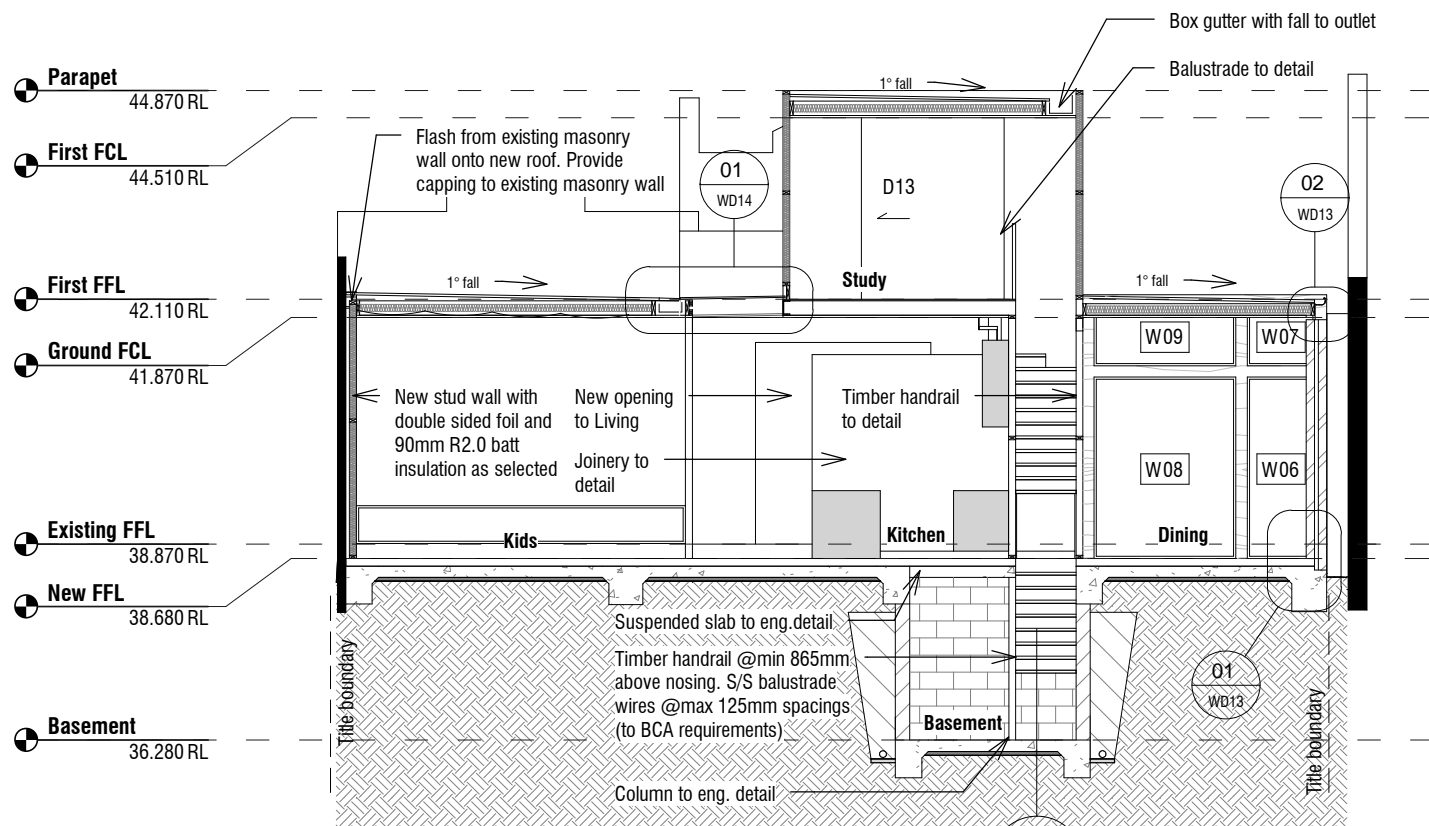 Box gutter with fall to outlet
Balustrade to detail
Parapet
44.870 RL
1° fall
First FCL
44.510 RL
Flash from existing masonry
wall onto new roof. Provide
capping to existing masonry wall
01
WD14
D13
02
WD13
First FFL
42.110 RL
1° fall
Study
1° fall
Ground FCL
41.870 RL
W09
W07
New stud wall with
double sided foil and
90mm R2.0 batt
insulation as selected
New opening
to Living
Joinery to
detail
Timber handrail
to detail
W08
W06
Existing FFL
38.870 RL
Kids
Kitchen
Dining
New FFL
38.680 RL
Suspended slab to eng.detail
Timber handrail @min 865mm
above nosing. S/S balustrade
wires @max 125mm spacings
(to BCA requirements)
01
WD13
Title boundary
Title boundary
Basement
36.280 RL
Basement
Column to eng. detail